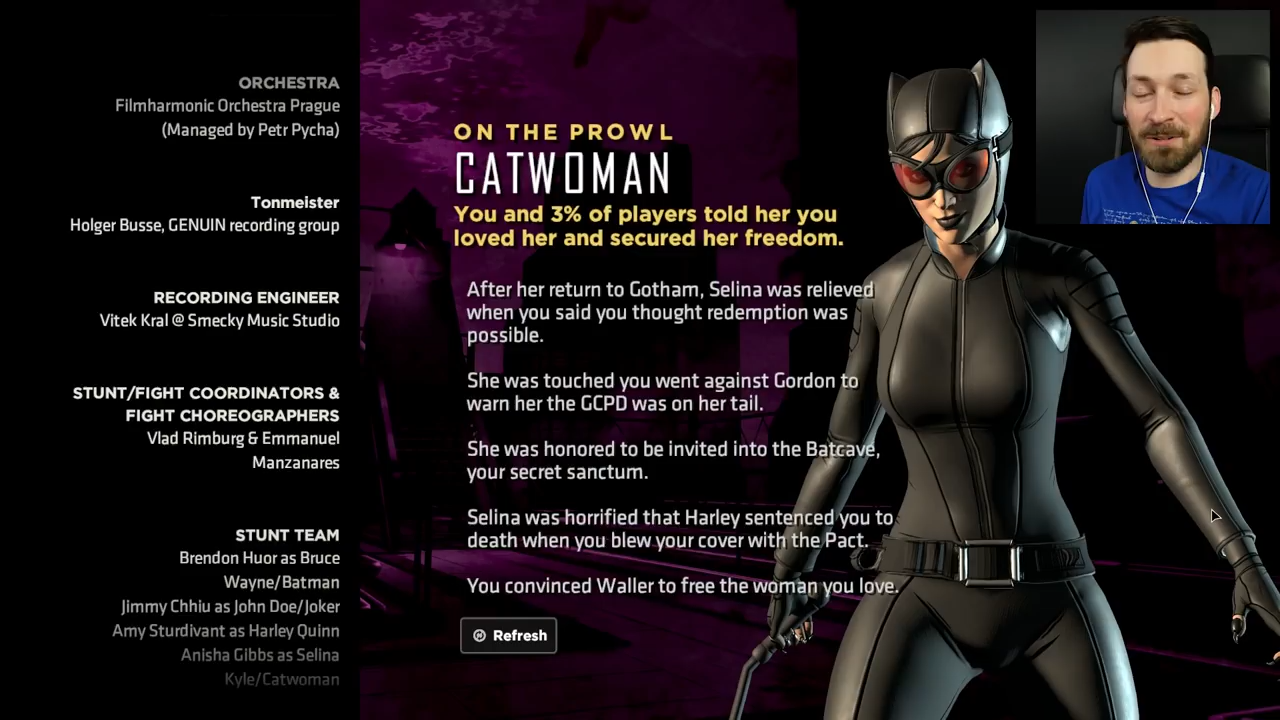 ORCHESTRA
Filmharmonic Orchestra Prague
(Managed by Petr Pycha)
Tonmeister
Holger Busse, GENUIN recording group
RECORDING ENGINEER
Vitek Kral @ Smecky Music Studio
STUNT/FIGHT COORDINATORS &
FIGHT CHOREOGRAPHERS
Vlad Rimburg & Emmanuel
Manzanares
STUNT TEAM
Brendon Huor as Bruce
Wayne/Batman
Jimmy Chhiu as John Doe/Joker
Amy Sturdivant as Harley Quinn
Anisha Gibbs as Selina
Kyle/Catwoman
ON THE PROWL
CATWOMAN
You and 3% of players told her you
loved her and secured her freedom.
After her return to Gotham, Selina was relieved
when you said you thought redemption was
possible.
She was touched you went against Gordon to
warn her the GCPD was on her tail.
She was honored to be invited into the Batcave,
your secret sanctum.
Selina was horrified that Harley sentenced you to
death when you blew your cover with the Pact.
You convinced Waller to free the woman you love.
Refresh